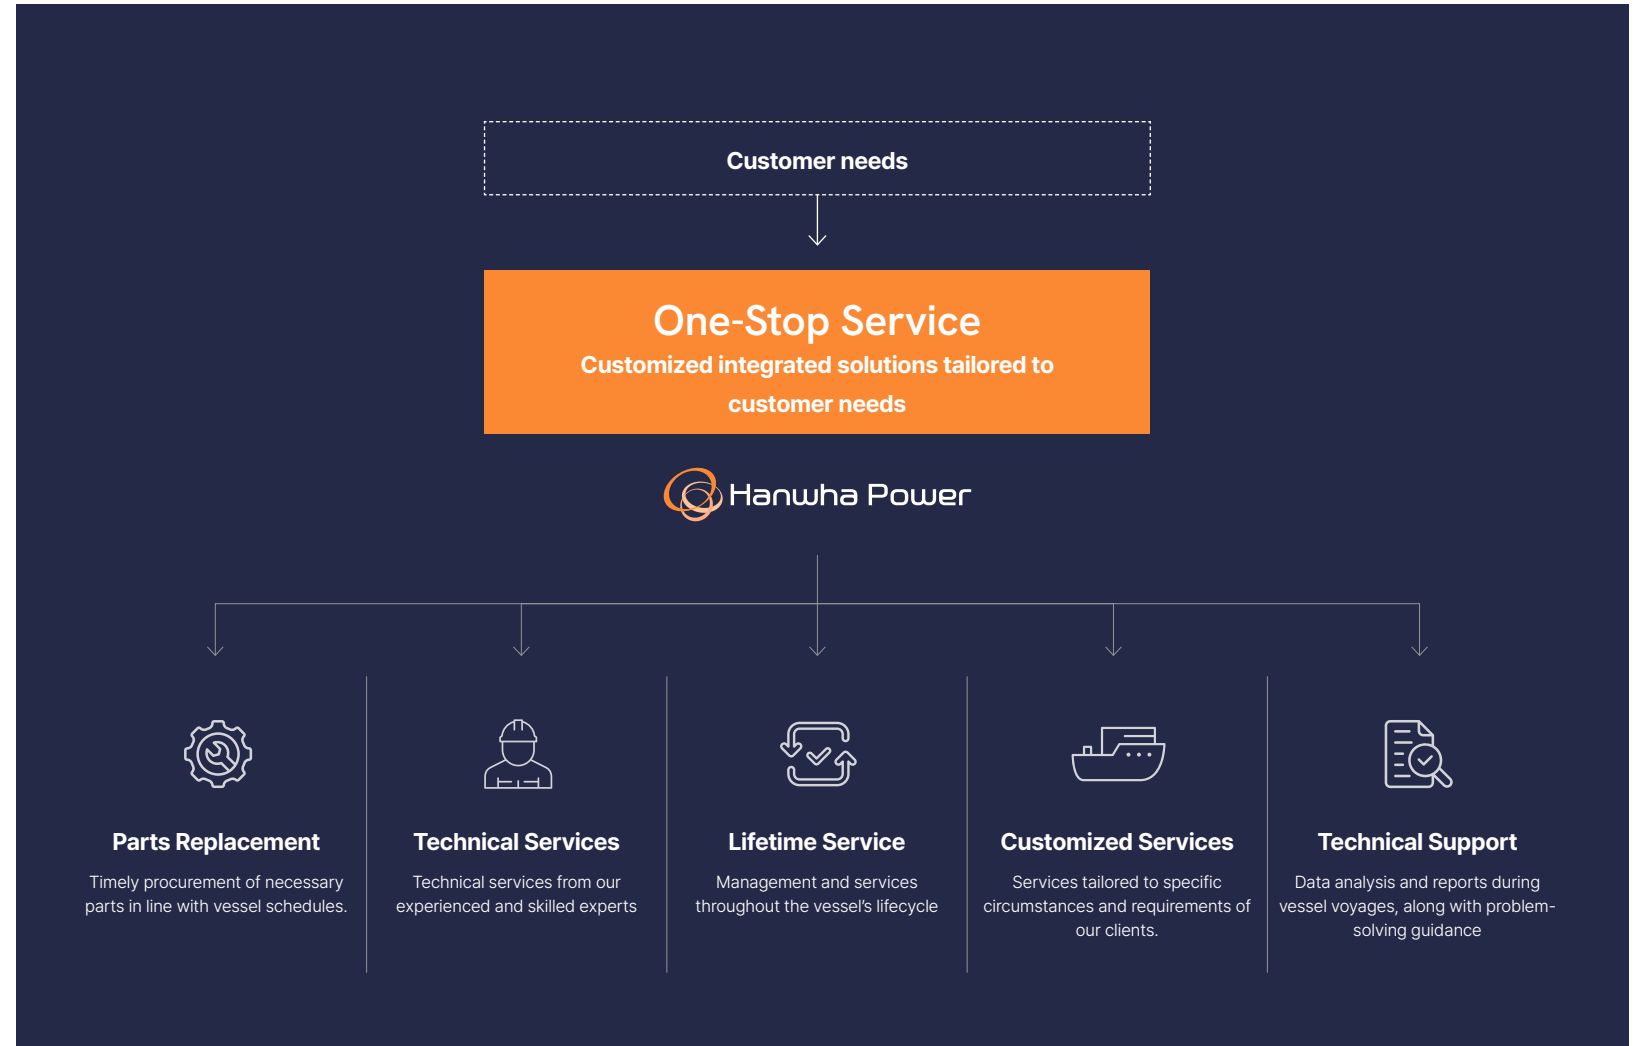 Customer needs
One-Stop Service
Customized integrated solutions tailored to
customer needs
Hanwha Power
Parts Replacement
Timely procurement of necessary
parts in line with vessel schedules.
Technical Services
Technical services from our
experienced and skilled experts
Lifetime Service
Management and services
throughout the vessel’s lifecycle
Customized Services
Services tailored to specific
circumstances and requirements of
our clients.
Technical Support
Data analysis and reports during
vessel voyages, along with problem-
solving guidance